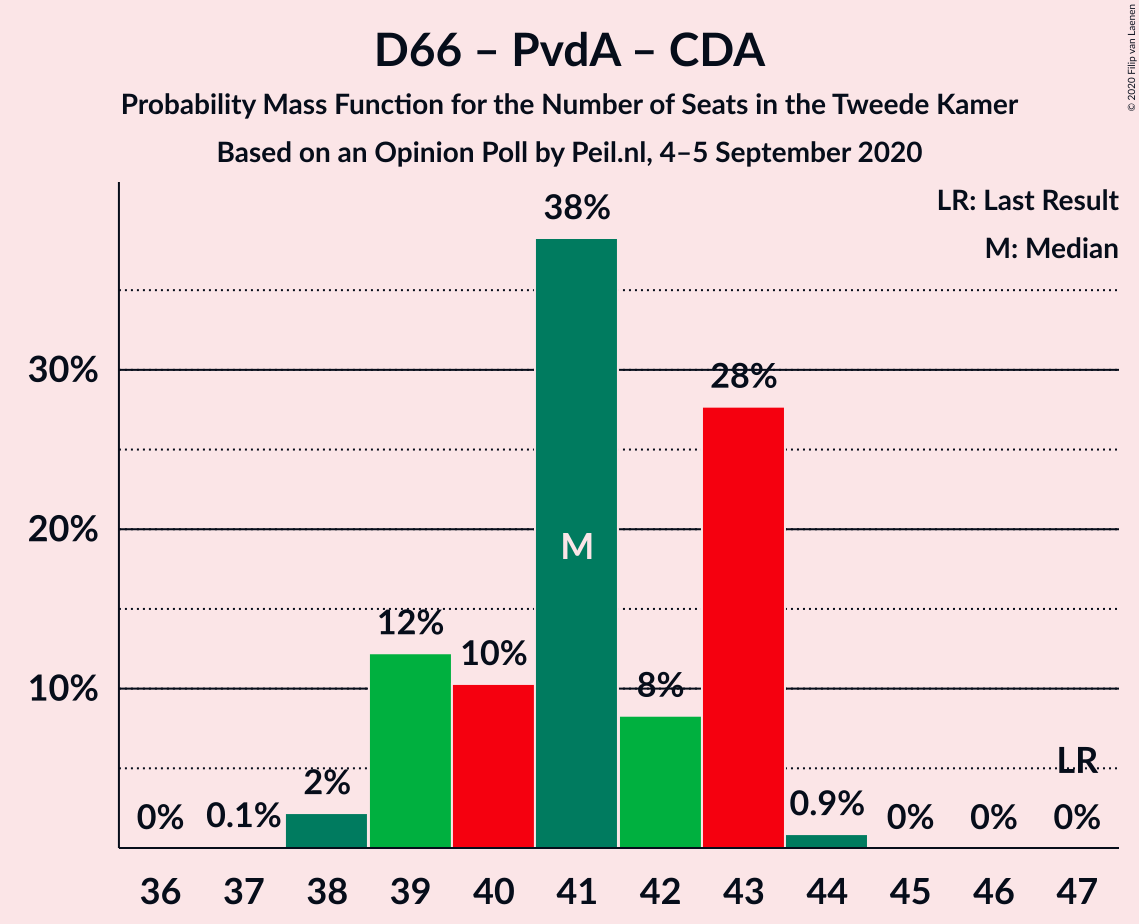 D66 – PvdA – CDA
Probability Mass Function for the Number of Seats in the Tweede Kamer
Based on an Opinion Poll by Peil.nl, 4–5 September 2020
© 2020 Filip van Laenen
LR: Last Result
M: Median
38%
30%
28%
20%
M
12%
10%
10%
8%
LR
2%
0%
0.1%
0.9%
0%
0%
0%
36 37 38 39 40 41 42 43 44 45 46 47